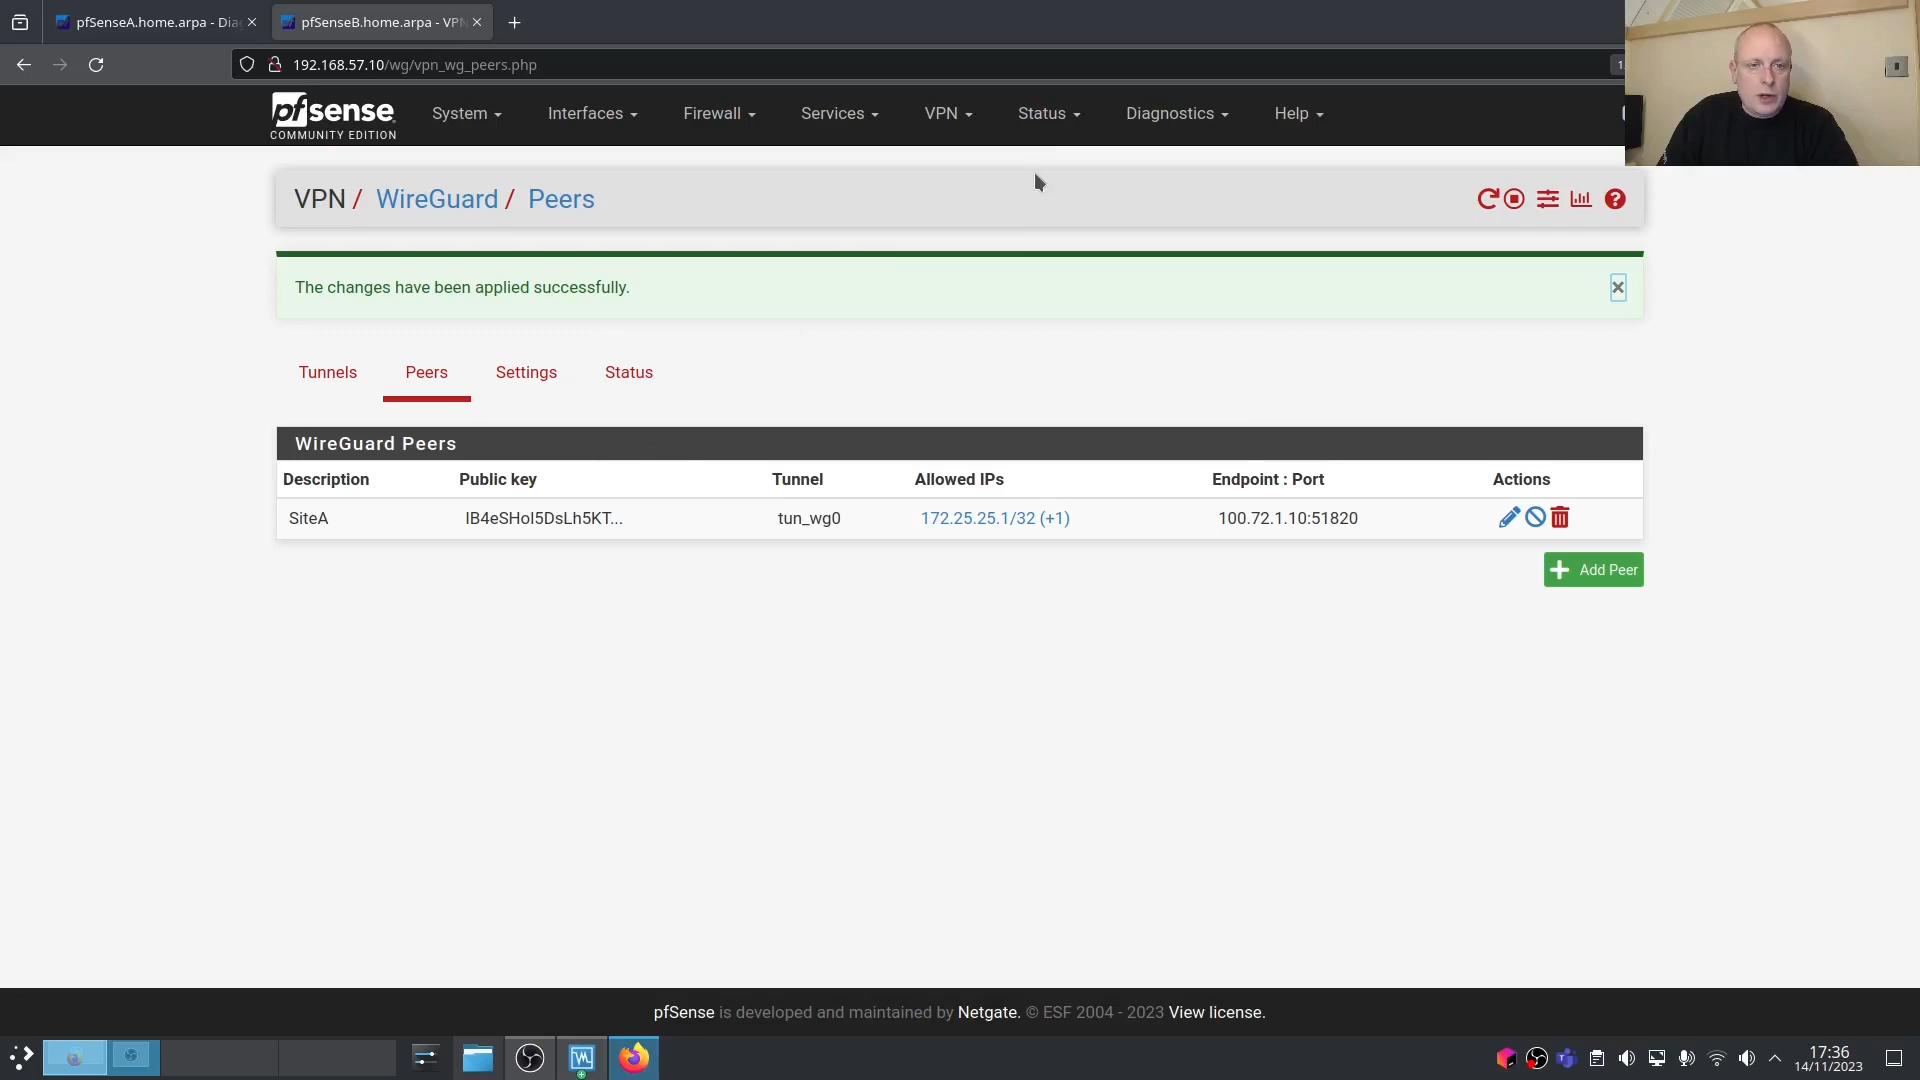 pfSenseA.home.arpa - Dia
pfSenseB.home.arpa - VPN
192.168.57.10/wg/vpn_wg_peers.php
pfsense
COMMUNITY EDITION
System
Interfaces
Firewall
Services
VPN
Status
Diagnostics
Help
VPN / WireGuard / Peers
The changes have been applied successfully.
Tunnels
Peers
Settings
Status
WireGuard Peers
Description Public key Tunnel Allowed IPs Endpoint : Port Actions
SiteA IB4eSHoI5DsLh5KT... tun_wg0 172.25.25.1/32 (+1) 100.72.1.10:51820
Add Peer
pfSense is developed and maintained by Netgate. © ESF 2004 - 2023 View license.
17:36
14/11/2023